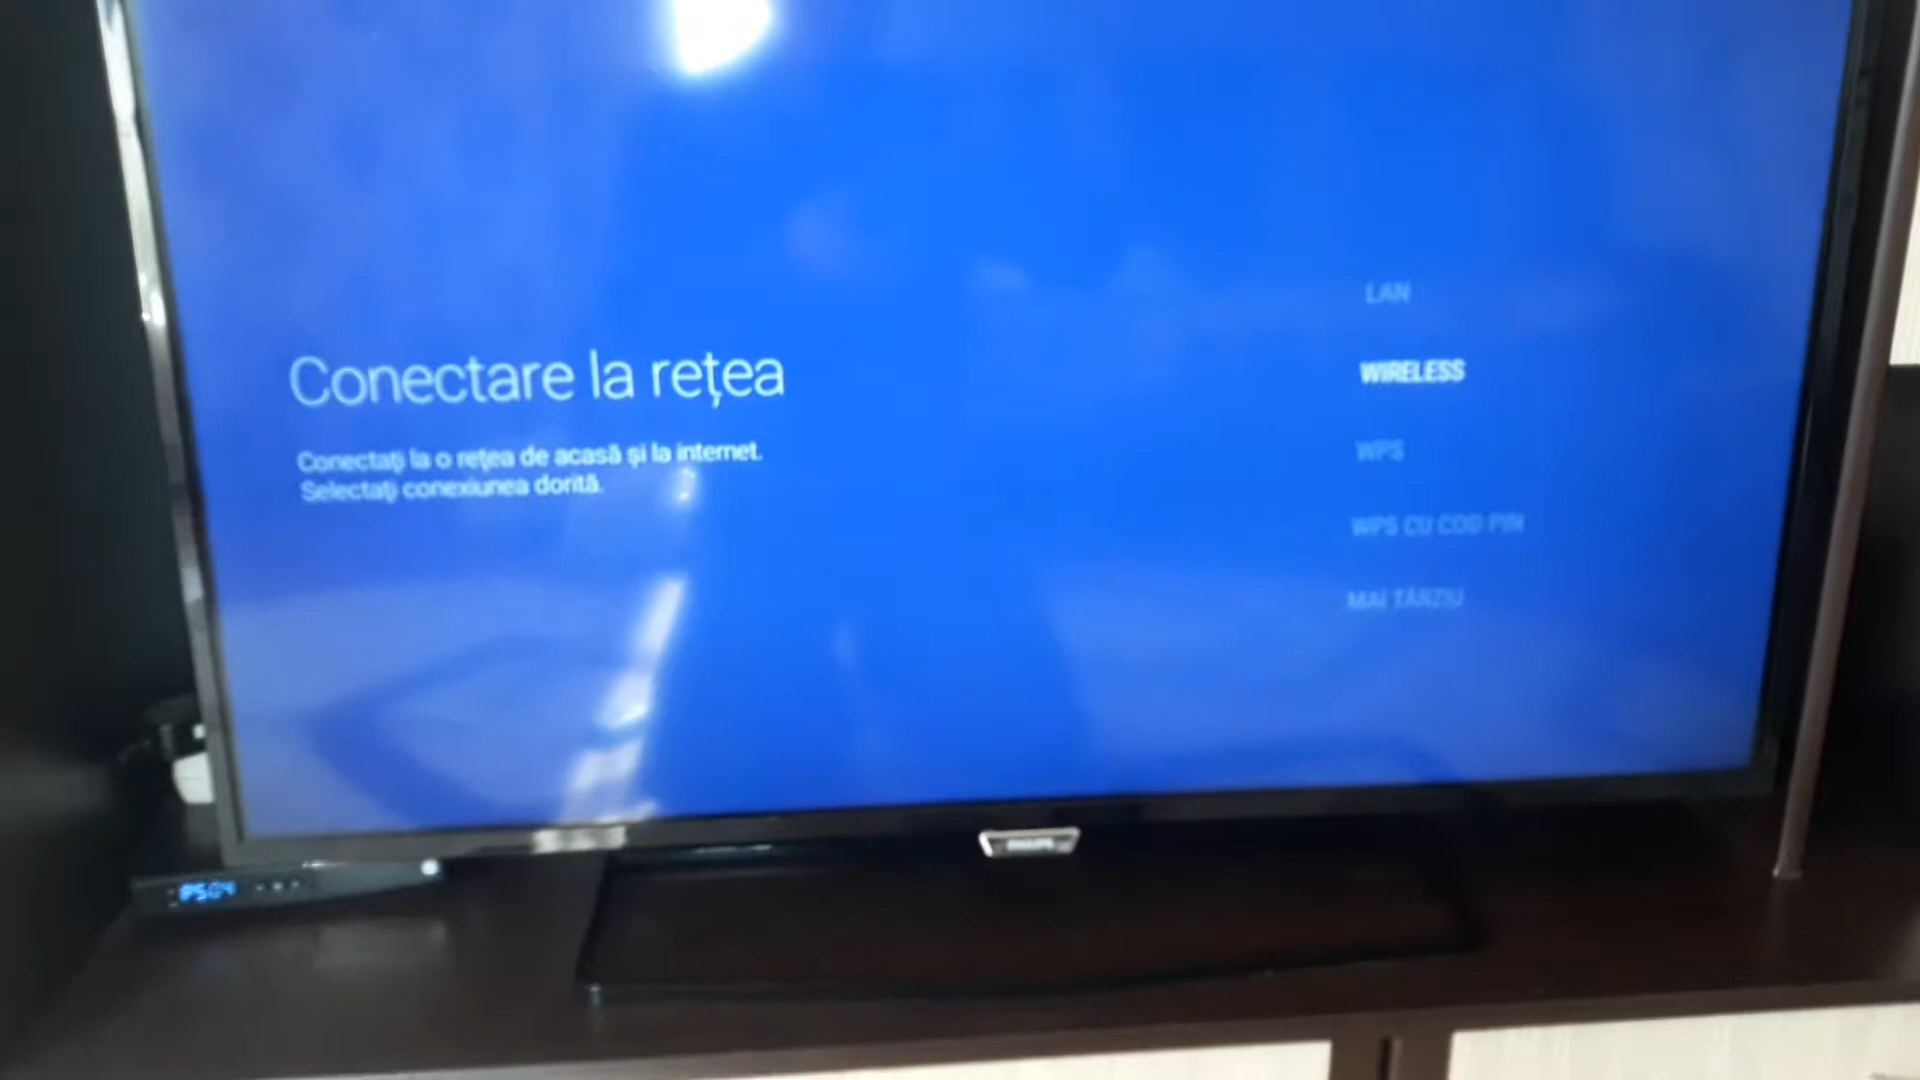 Conectare la rețea
Conectați la o rețea de acasă și la internet.
Selectați conexiunea dorită.
LAN
WIRELESS
WPS
WPS CU COD PIN
MAI TÂRZIU
PHILIPS